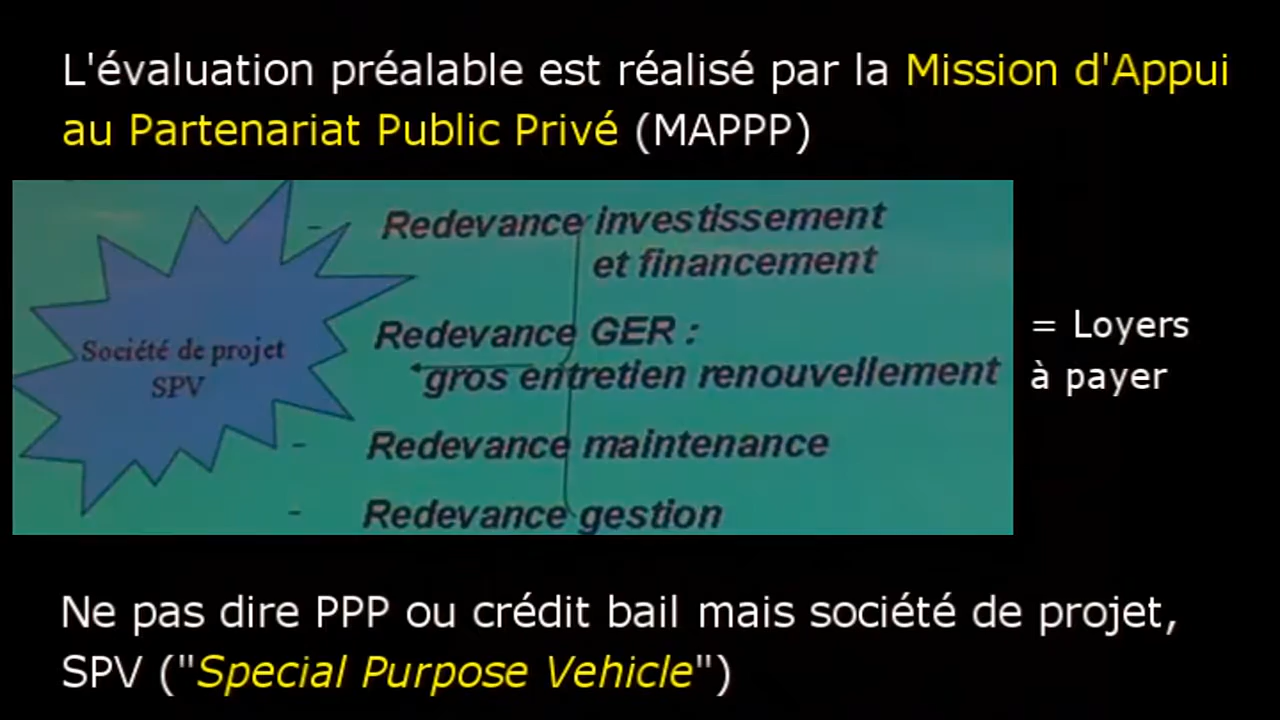 L'évaluation préalable est réalisé par la Mission d'Appui
au Partenariat Public Privé (MAPPP)
Société de projet
SPV
- Redevance investissement
et financement
Redevance GER :
gros entretien renouvellement
- Redevance maintenance
- Redevance gestion
= Loyers
à payer
Ne pas dire PPP ou crédit bail mais société de projet,
SPV ("Special Purpose Vehicle")